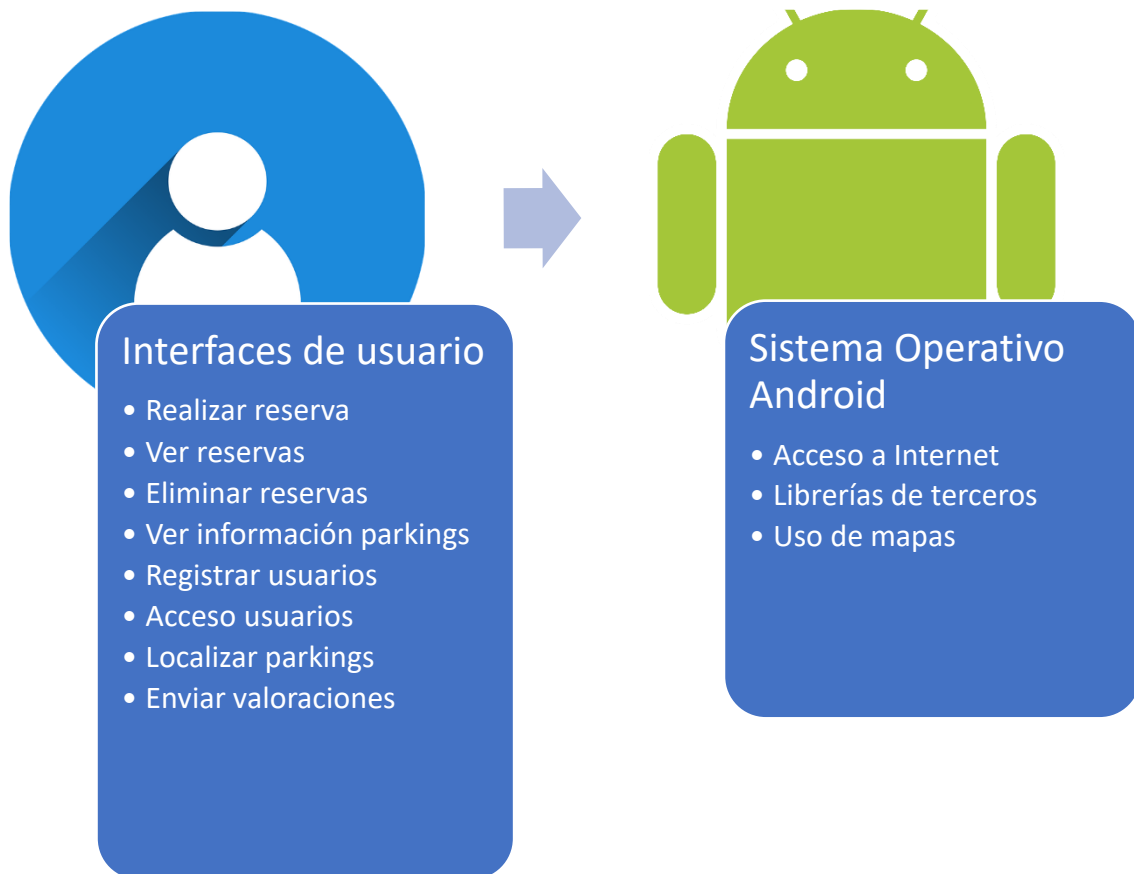 Interfaces de usuario
• Realizar reserva
• Ver reservas
• Eliminar reservas
• Ver información parkings
• Registrar usuarios
• Acceso usuarios
• Localizar parkings
• Enviar valoraciones
Sistema Operativo
Android
• Acceso a Internet
• Librerías de terceros
• Uso de mapas